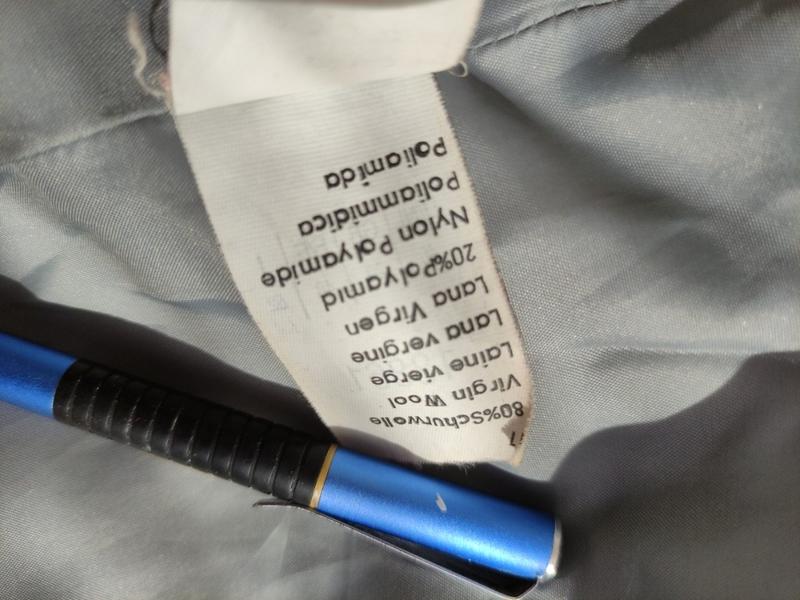 80%Schurwolle
Virgin Wool
Laine vierge
Lana vergine
Lana Virgen
20%Polyamid
Nylon Polyamide
Poliammidica
Poliamida